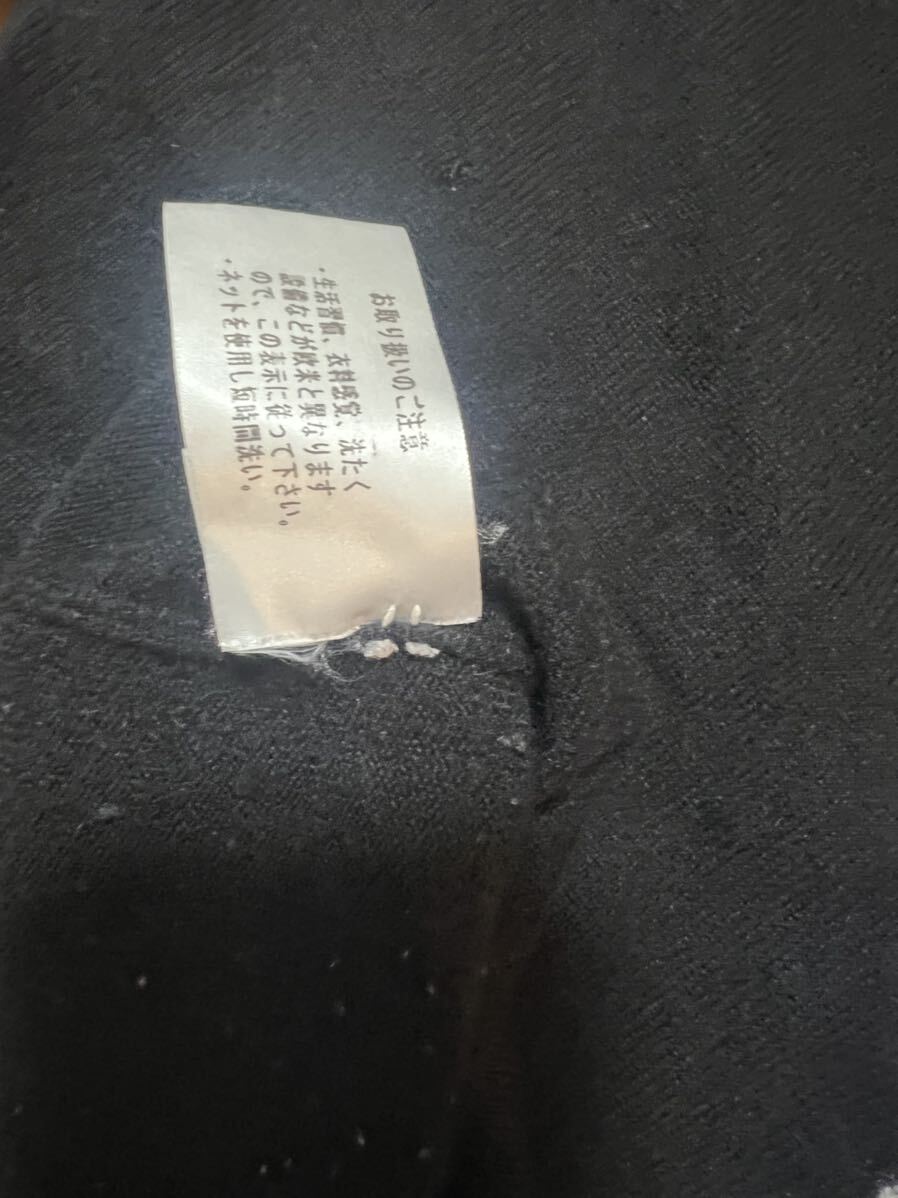 お取り扱いのご注意
・生活習慣、衣料感覚、洗たく
設備などが欧米と異なります
ので、この表示に従って下さい。
・ネットを使用し短時間洗い。